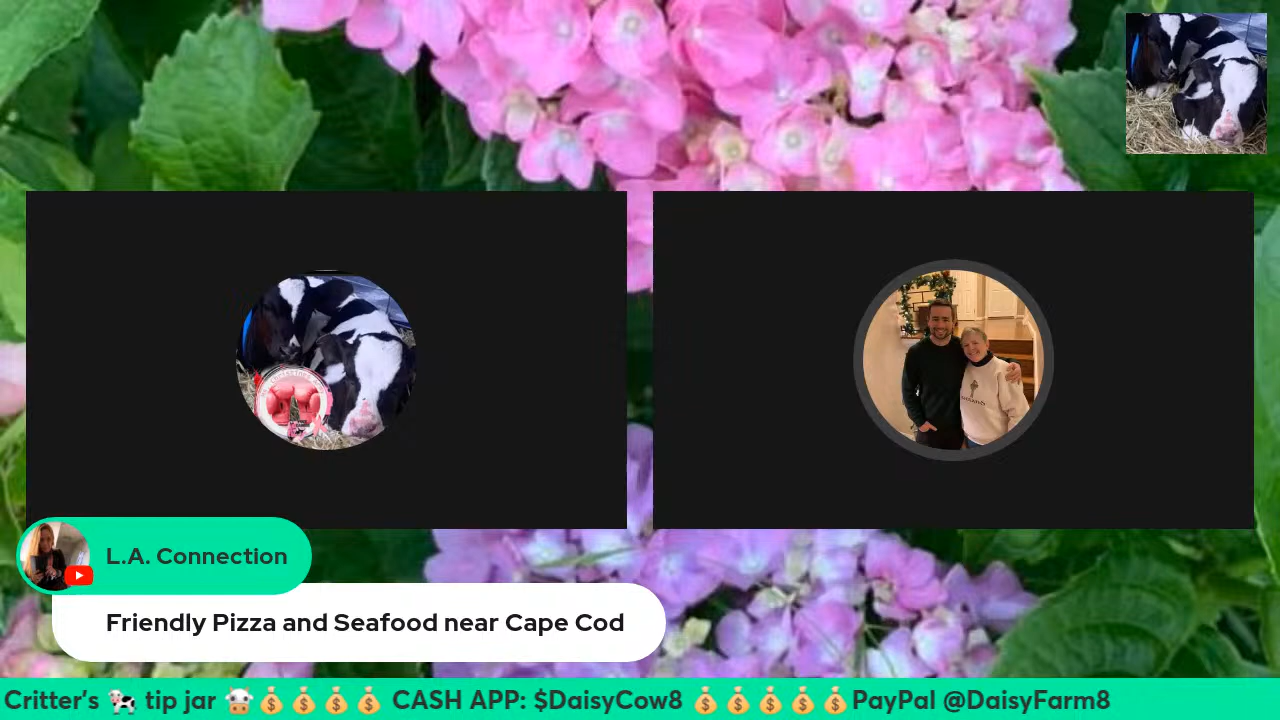 L.A. Connection
Friendly Pizza and Seafood near Cape Cod
Critter's 🐄 tip jar 🐮💰💰💰💰 CASH APP: $DaisyCow8 💰💰💰💰💰PayPal @DaisyFarm8